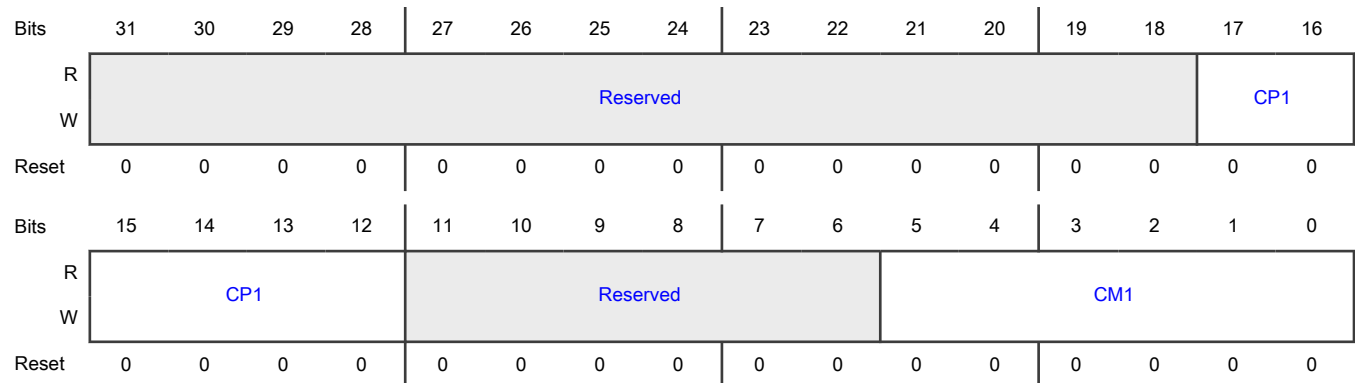 Bits 31 30 29 28 27 26 25 24 23 22 21 20 19 18 17 16
R
Reserved CP1
W
Reset 0 0 0 0 0 0 0 0 0 0 0 0 0 0 0 0
Bits 15 14 13 12 11 10 9 8 7 6 5 4 3 2 1 0
R
CP1 Reserved CM1
W
Reset 0 0 0 0 0 0 0 0 0 0 0 0 0 0 0 0